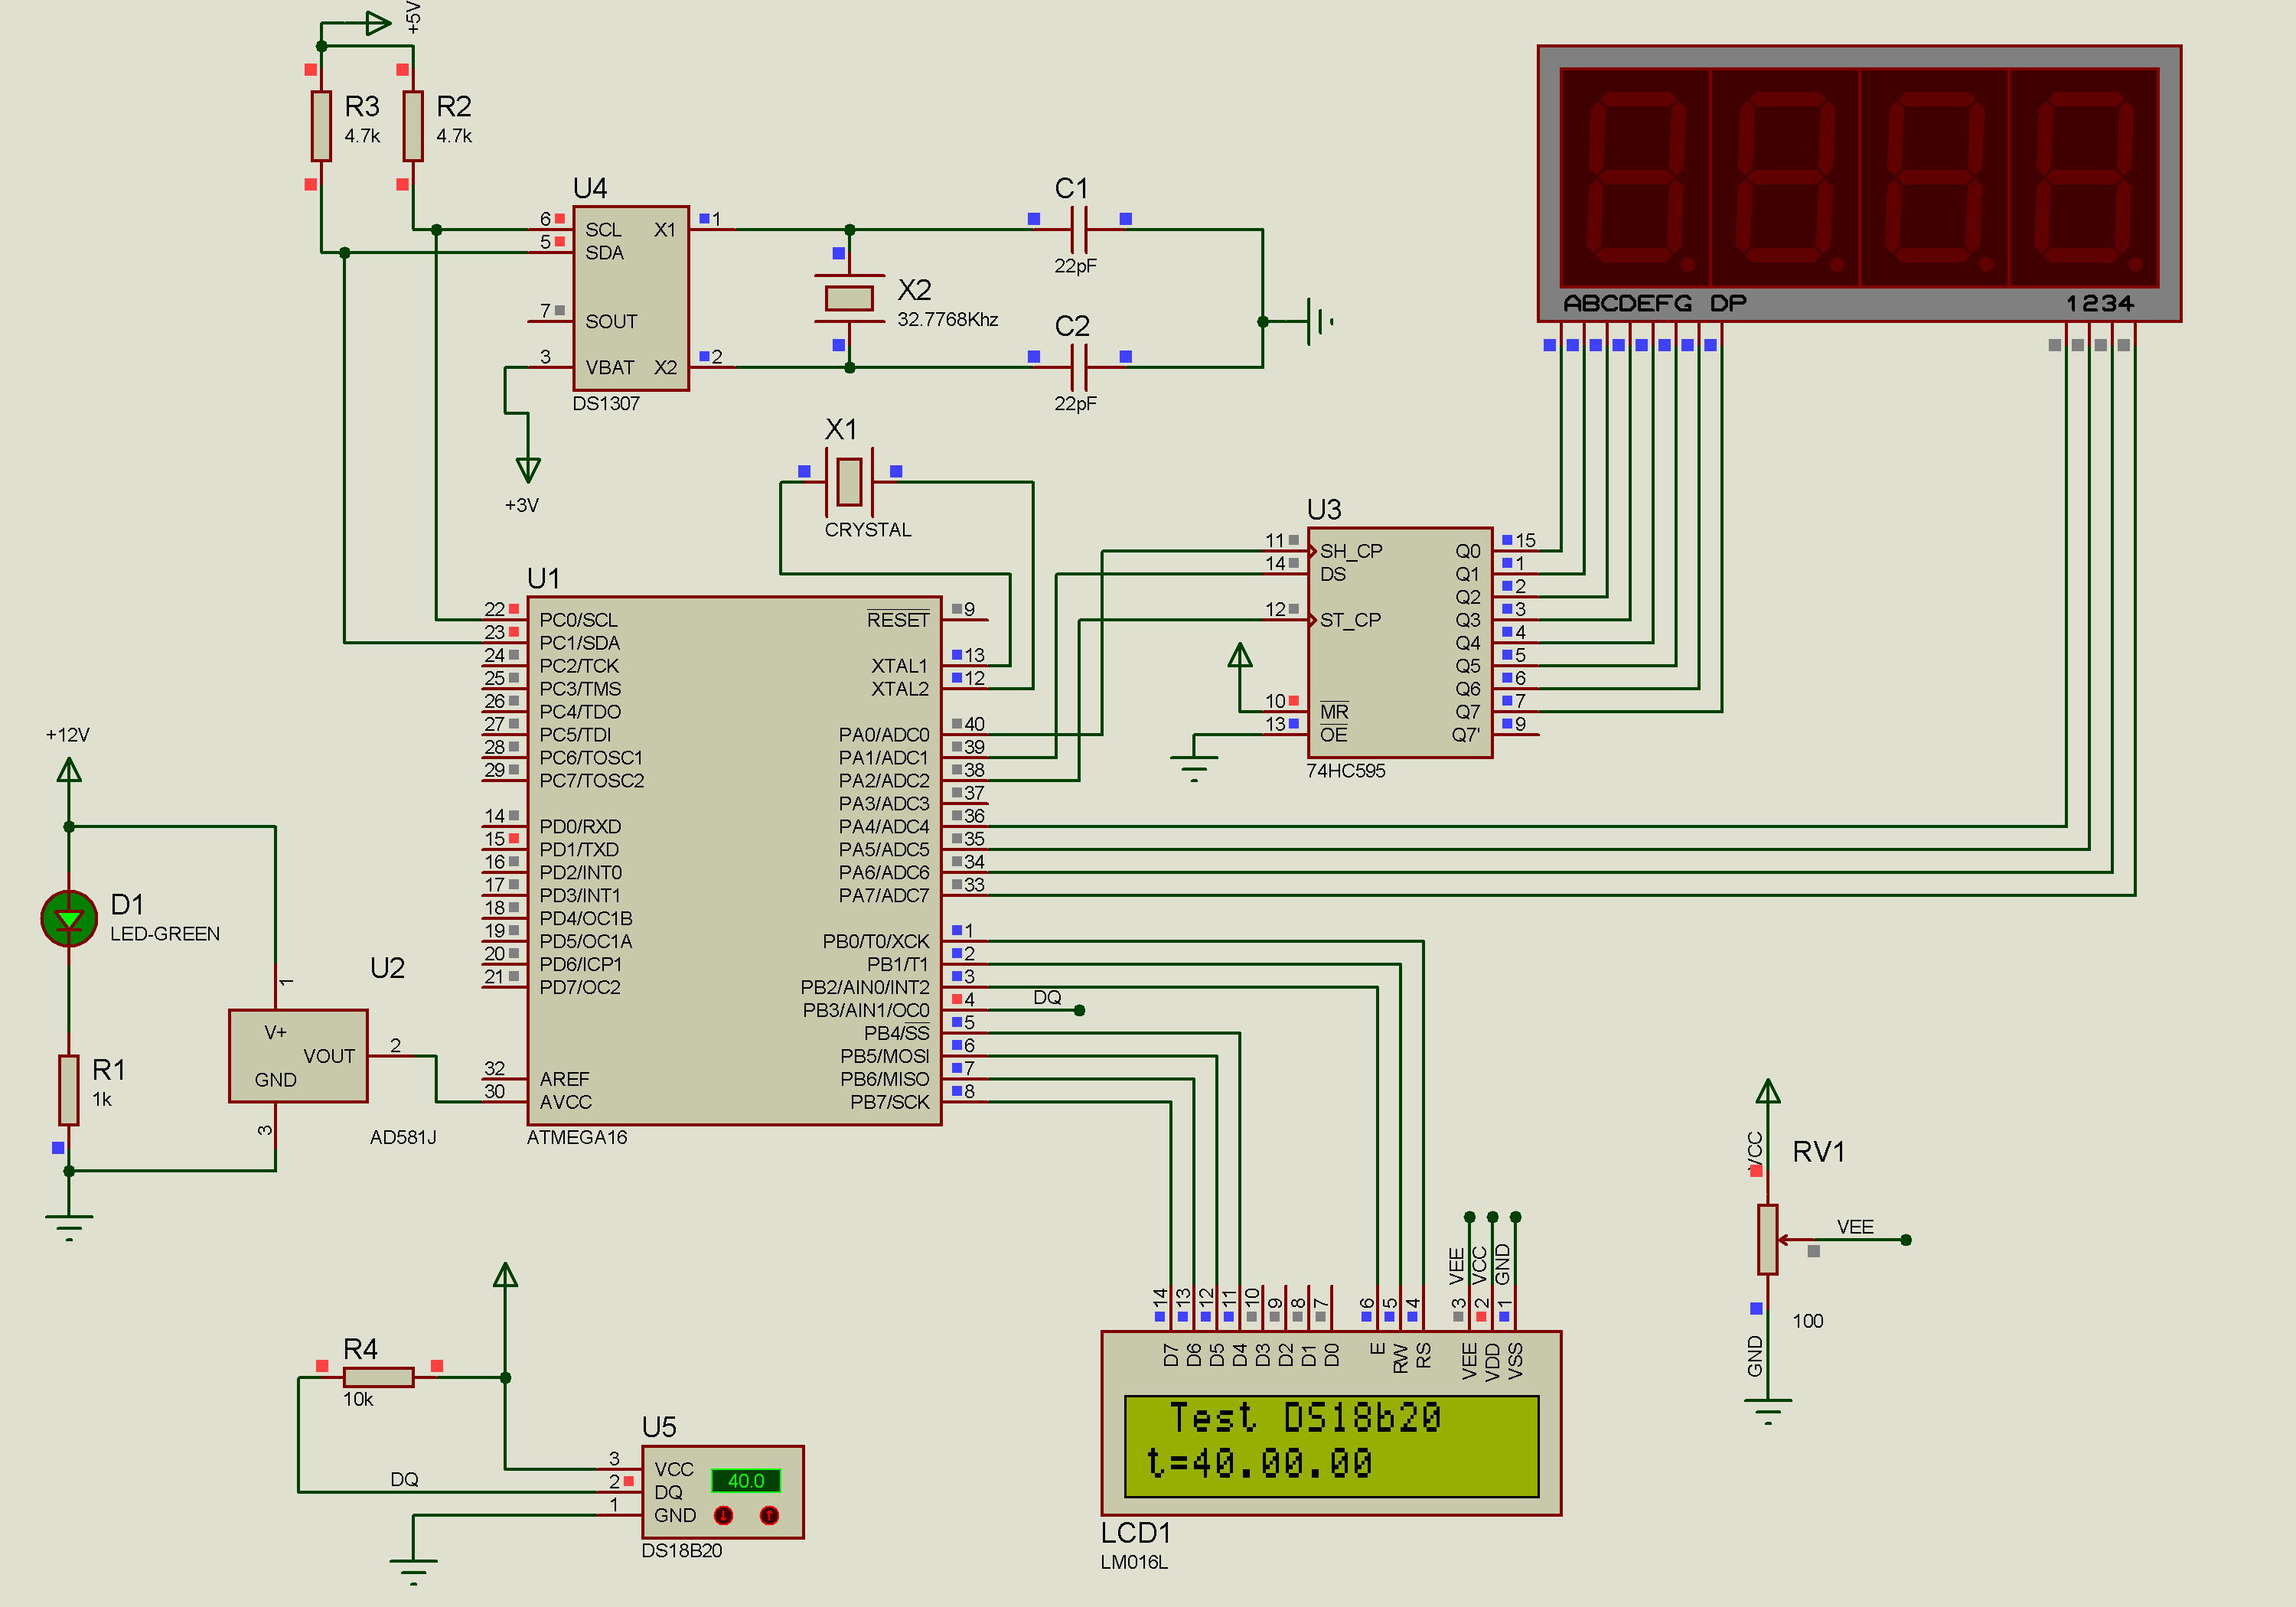 +5V
R3
4.7k
R2
4.7k
U4
6 SCL X1 1
5 SDA
7 SOUT
3 VBAT X2 2
DS1307
+3V
C1
22pF
X2
32.7768Khz
C2
22pF
ABCDEFG DP 1234
X1
CRYSTAL
U3
11 SH_CP Q0 15
14 DS Q1 1
Q2 2
12 ST_CP Q3 3
Q4 4
Q5 5
Q6 6
10 MR Q7 7
13 OE Q7' 9
74HC595
U1
22 PC0/SCL RESET 9
23 PC1/SDA
24 PC2/TCK XTAL1 13
25 PC3/TMS XTAL2 12
26 PC4/TDO
27 PC5/TDI PA0/ADC0 40
28 PC6/TOSC1 PA1/ADC1 39
29 PC7/TOSC2 PA2/ADC2 38
PA3/ADC3 37
14 PD0/RXD PA4/ADC4 36
15 PD1/TXD PA5/ADC5 35
16 PD2/INT0 PA6/ADC6 34
17 PD3/INT1 PA7/ADC7 33
18 PD4/OC1B
19 PD5/OC1A PB0/T0/XCK 1
20 PD6/ICP1 PB1/T1 2
21 PD7/OC2 PB2/AIN0/INT2 3
PB3/AIN1/OC0 4 DQ
PB4/SS 5
PB5/MOSI 6
32 AREF PB6/MISO 7
30 AVCC PB7/SCK 8
ATMEGA16
+12V
D1
LED-GREEN
R1
1k
U2
1
V+
VOUT 2
GND
3
AD581J
R4
10k
DQ
U5
3 VCC
2 DQ
1 GND
40.0
DS18B20
VEE VCC GND
14 13 12 11 10 9 8 7 6 5 4 3 2 1
D7 D6 D5 D4 D3 D2 D1 D0 E RW RS VEE VDD VSS
Test DS18b20
t=40.00.00
LCD1
LM016L
VCC
RV1
VEE
100
GND